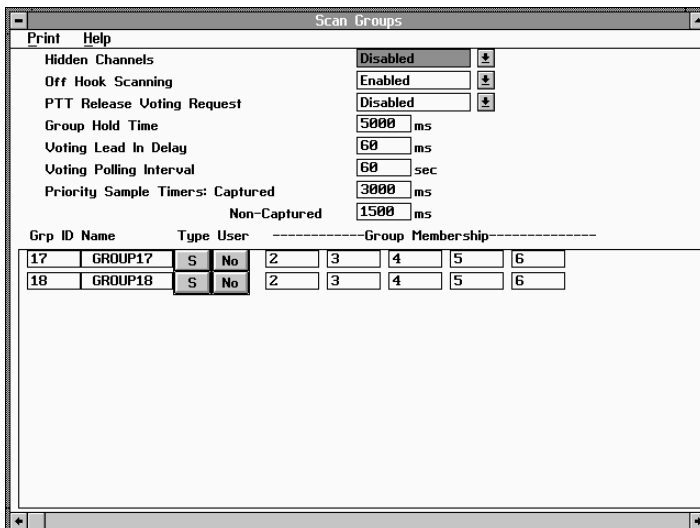 Scan Groups
Print Help
Hidden Channels Disabled
Off Hook Scanning Enabled
PTT Release Voting Request Disabled
Group Hold Time 5000 ms
Voting Lead In Delay 60 ms
Voting Polling Interval 60 sec
Priority Sample Timers: Captured 3000 ms
Non-Captured 1500 ms
Grp ID Name Type User ------------Group Membership--------------
17 GROUP17 S No 2 3 4 5 6
18 GROUP18 S No 2 3 4 5 6